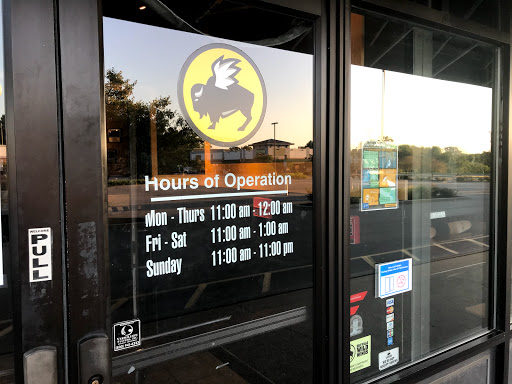 Hours of Operation
Mon - Thurs 11:00 am - 12:00 am
Fri - Sat 11:00 am - 1:00 am
Sunday 11:00 am - 11:00 pm
PULL